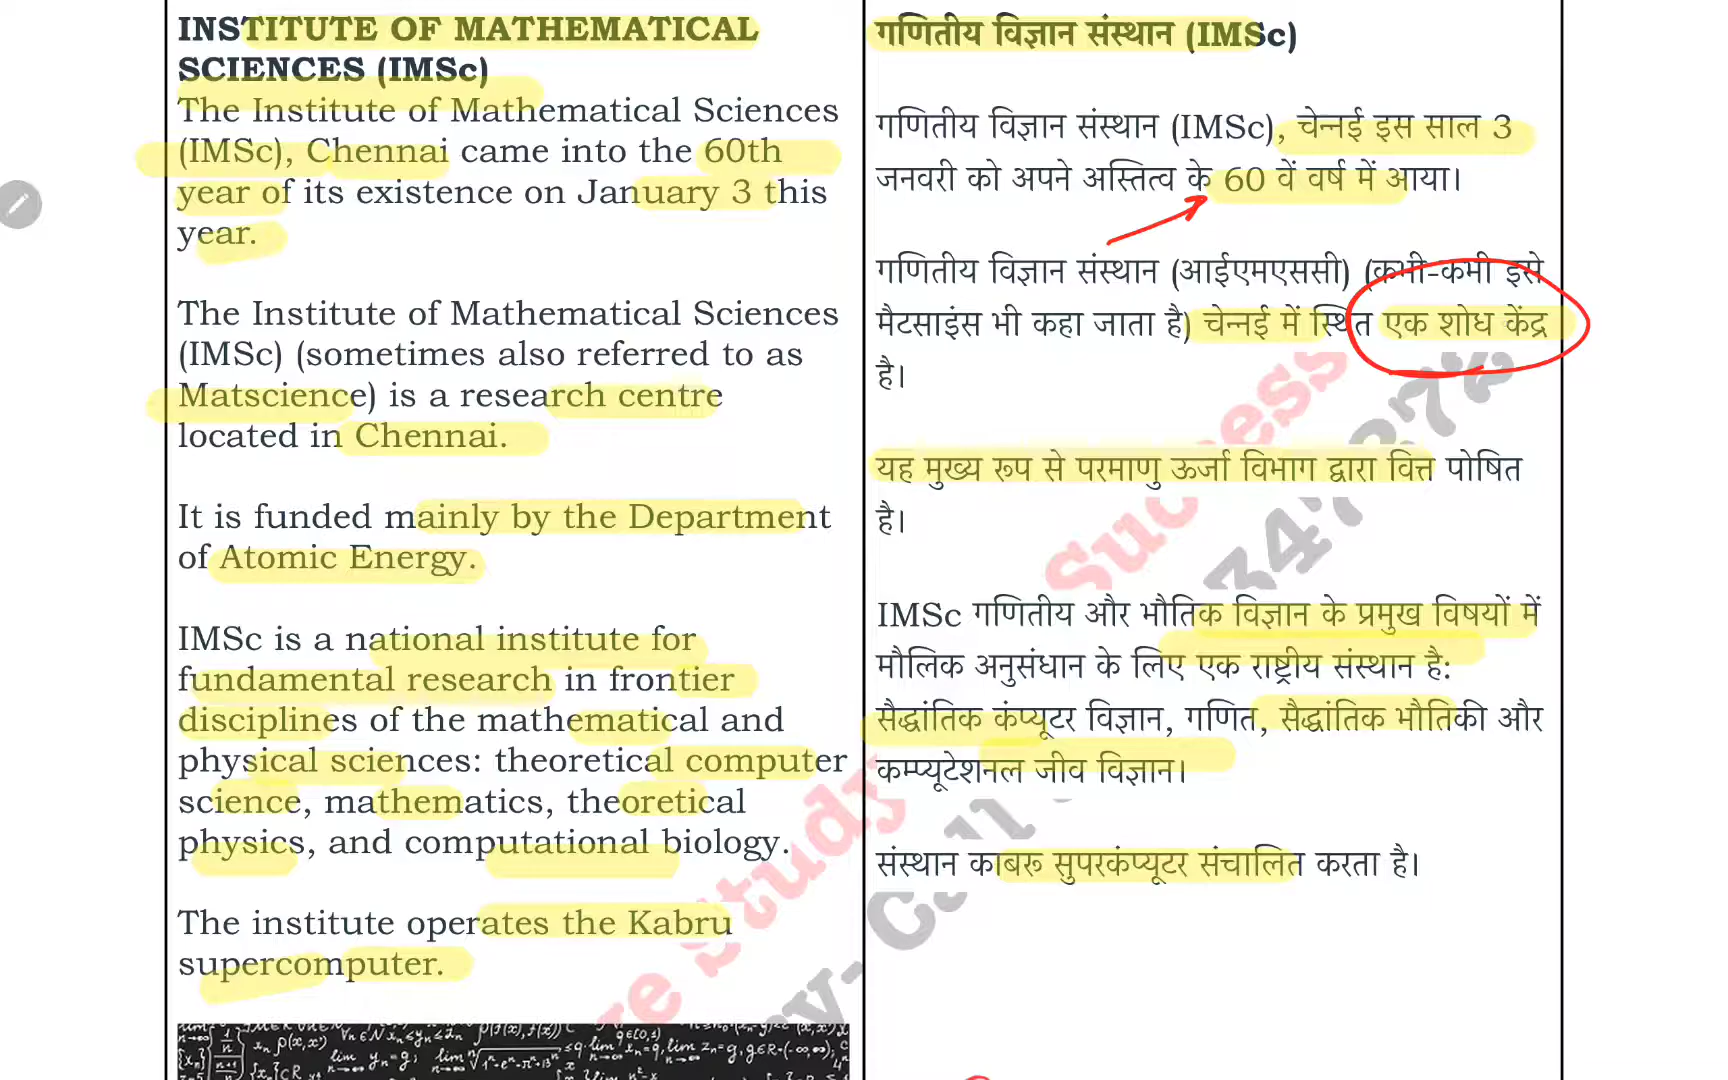 INSTITUTE OF MATHEMATICAL
SCIENCES (IMSc)
The Institute of Mathematical Sciences
(IMSc), Chennai came into the 60th
year of its existence on January 3 this
year.
The Institute of Mathematical Sciences
(IMSc) (sometimes also referred to as
Matscience) is a research centre
located in Chennai.
It is funded mainly by the Department
of Atomic Energy.
IMSc is a national institute for
fundamental research in frontier
disciplines of the mathematical and
physical sciences: theoretical computer
science, mathematics, theoretical
physics, and computational biology.
The institute operates the Kabru
supercomputer.
गणितीय विज्ञान संस्थान (IMSc)
गणितीय विज्ञान संस्थान (IMSc), चेन्नई इस साल 3
जनवरी को अपने अस्तित्व के 60 वें वर्ष में आया।
गणितीय विज्ञान संस्थान (आईएमएससी) (कभी-कभी इसे
मैटसाइंस भी कहा जाता है) चेन्नई में स्थित एक शोध केंद्र
है।
यह मुख्य रूप से परमाणु ऊर्जा विभाग द्वारा वित्त पोषित
है।
IMSc गणितीय और भौतिक विज्ञान के प्रमुख विषयों में
मौलिक अनुसंधान के लिए एक राष्ट्रीय संस्थान है:
सैद्धांतिक कंप्यूटर विज्ञान, गणित, सैद्धांतिक भौतिकी और
कम्प्यूटेशनल जीव विज्ञान।
संस्थान काबरू सुपरकंप्यूटर संचालित करता है।
Study
Success